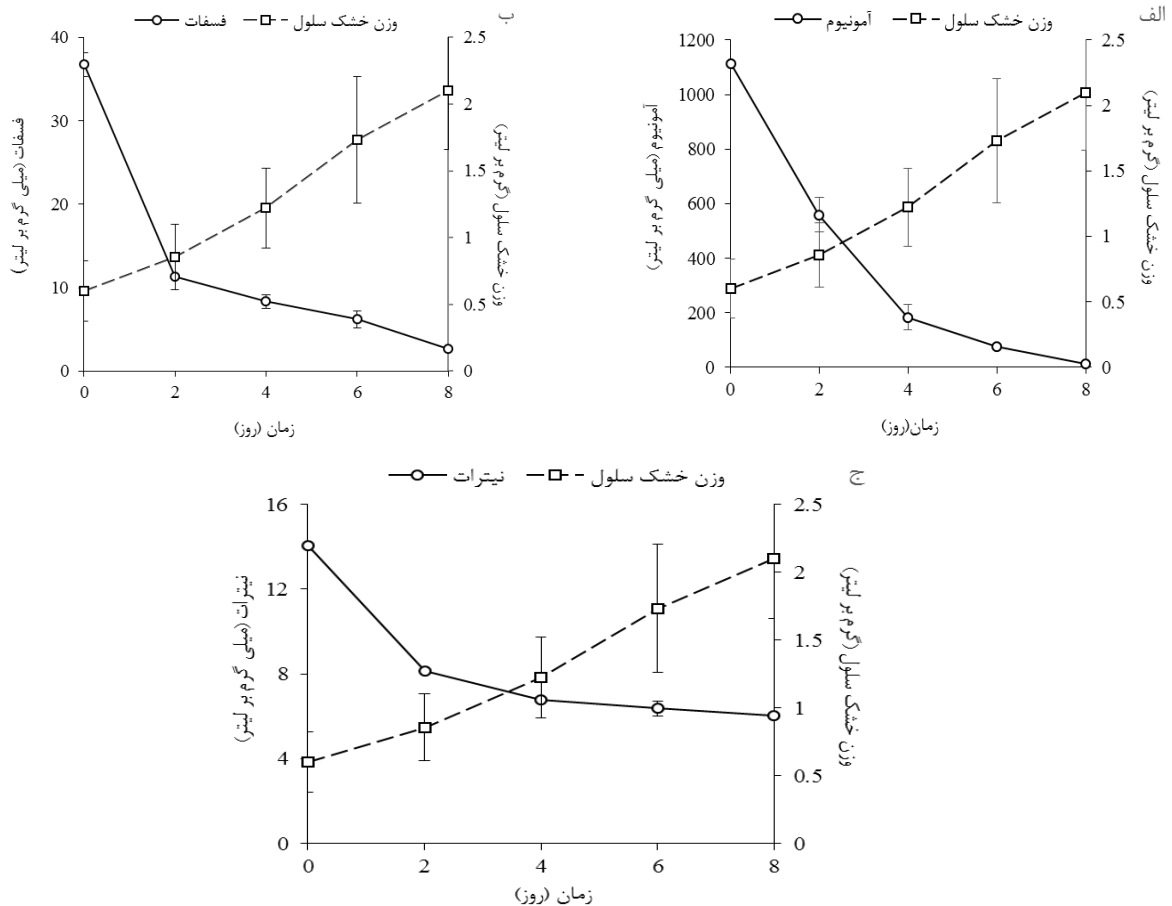 الف
آمونیوم وزن خشک سلول
1200
1000
800
600
400
200
0
2.5
2
1.5
1
0.5
0
0 2 4 6 8
آمونیوم (میلی گرم بر لیتر)
وزن خشک سلول (گرم بر لیتر)
زمان(روز)
ب
فسفات وزن خشک سلول
40
30
20
10
0
2.5
2
1.5
1
0.5
0
0 2 4 6 8
فسفات (میلی گرم بر لیتر)
وزن خشک سلول (گرم بر لیتر)
زمان (روز)
ج
نیترات وزن خشک سلول
16
12
8
4
0
2.5
2
1.5
1
0.5
0
0 2 4 6 8
نیترات (میلی گرم بر لیتر)
وزن خشک سلول (گرم بر لیتر)
زمان (روز)